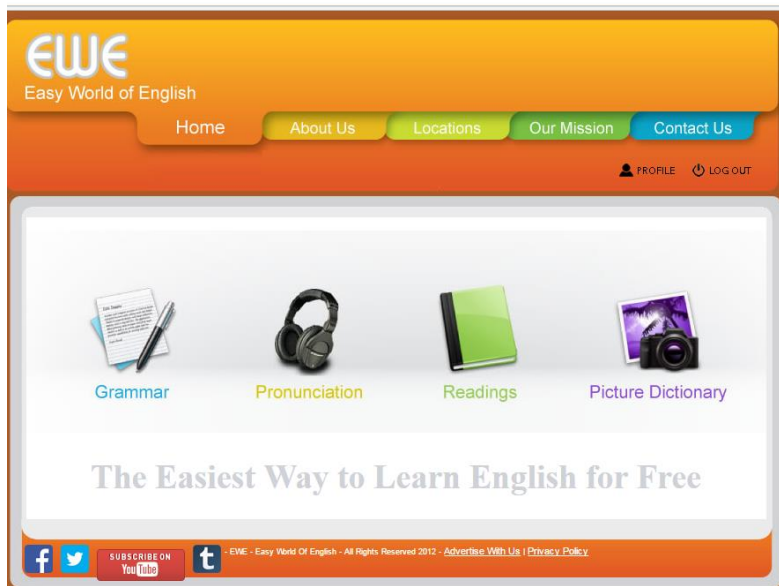 EWE
Easy World of English
Home About Us Locations Our Mission Contact Us
PROFILE LOG OUT
Grammar Pronunciation Readings Picture Dictionary
The Easiest Way to Learn English for Free
f SUBSCRIBE ON t - EWE - Easy World Of English - All Rights Reserved 2012 - Advertise With Us | Privacy Policy
YouTube